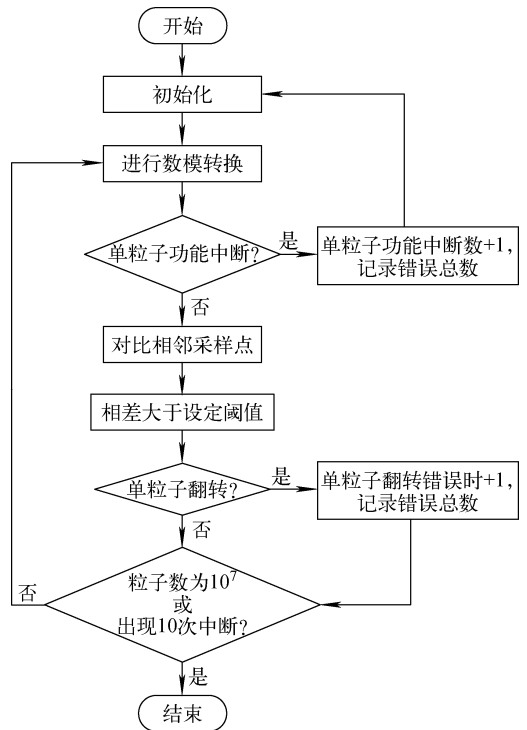 开始
初始化
进行数模转换
单粒子功能中断?
是
单粒子功能中断数+1,
记录错误总数
否
对比相邻采样点
相差大于设定阈值
单粒子翻转?
是
单粒子翻转错误时+1,
记录错误总数
否
粒子数为10⁷
或
出现10次中断?
否
是
结束